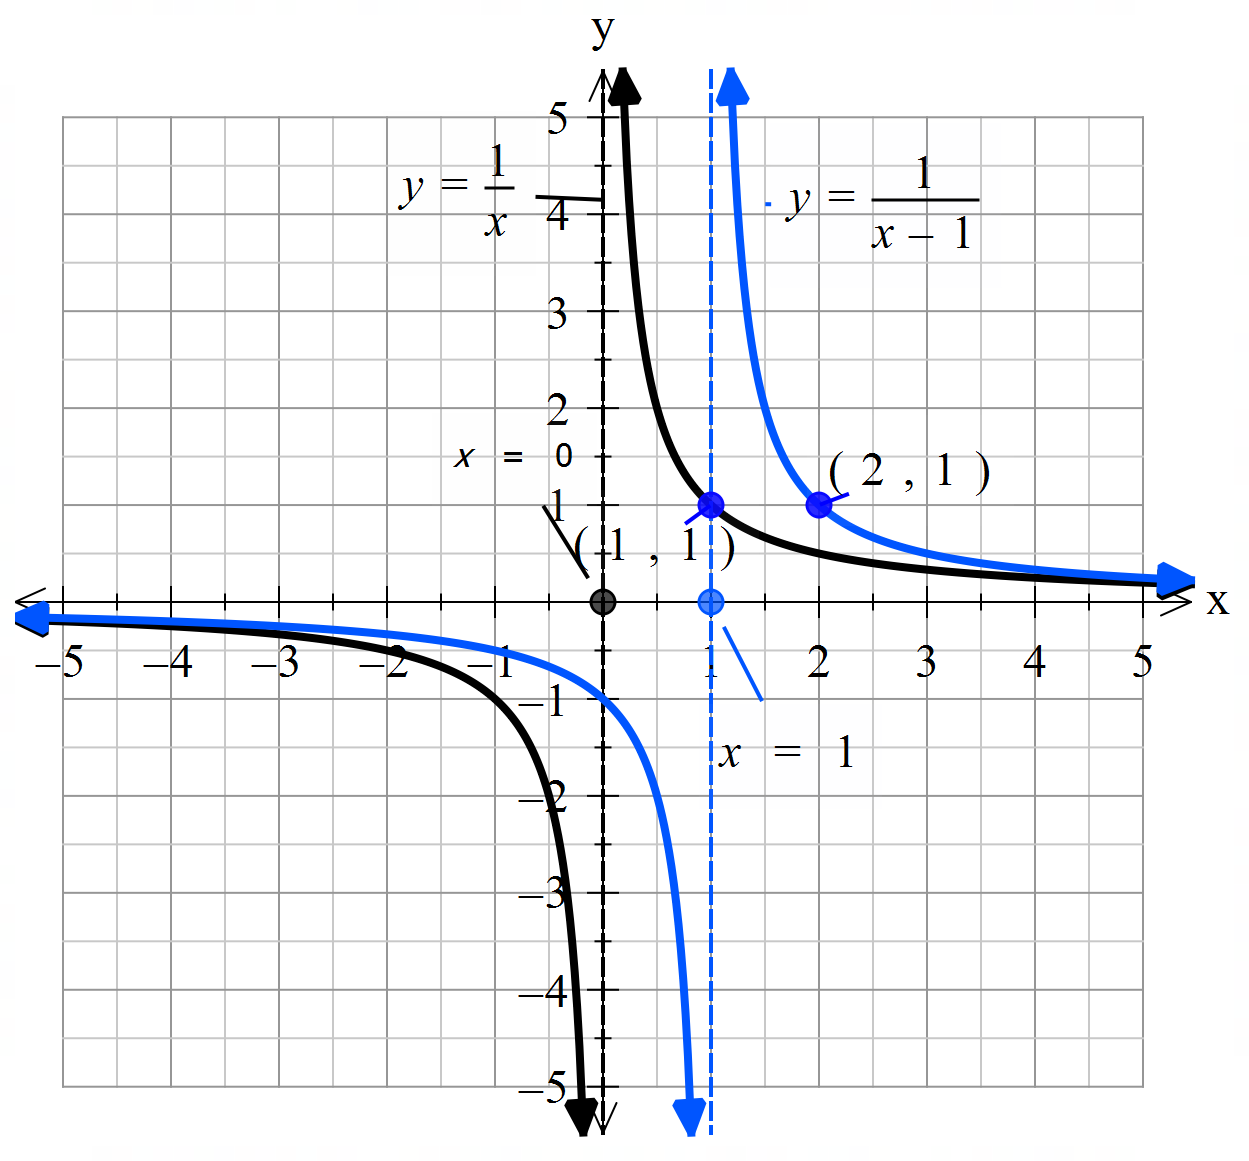 y
5
y = 1/x
y = 1/(x − 1)
4
3
2
x = 0
( 2 , 1 )
1
( 1 , 1 )
x
−5 −4 −3 −2 −1 1 2 3 4 5
−1
x = 1
−2
−3
−4
−5